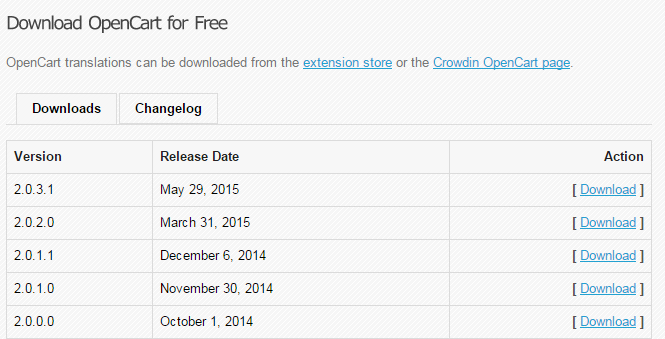 Download OpenCart for Free
OpenCart translations can be downloaded from the extension store or the Crowdin OpenCart page.
Downloads Changelog
Version Release Date Action
2.0.3.1 May 29, 2015 [ Download ]
2.0.2.0 March 31, 2015 [ Download ]
2.0.1.1 December 6, 2014 [ Download ]
2.0.1.0 November 30, 2014 [ Download ]
2.0.0.0 October 1, 2014 [ Download ]